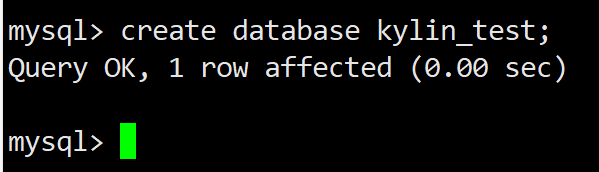 mysql> create database kylin_test;
Query OK, 1 row affected (0.00 sec)
mysql>